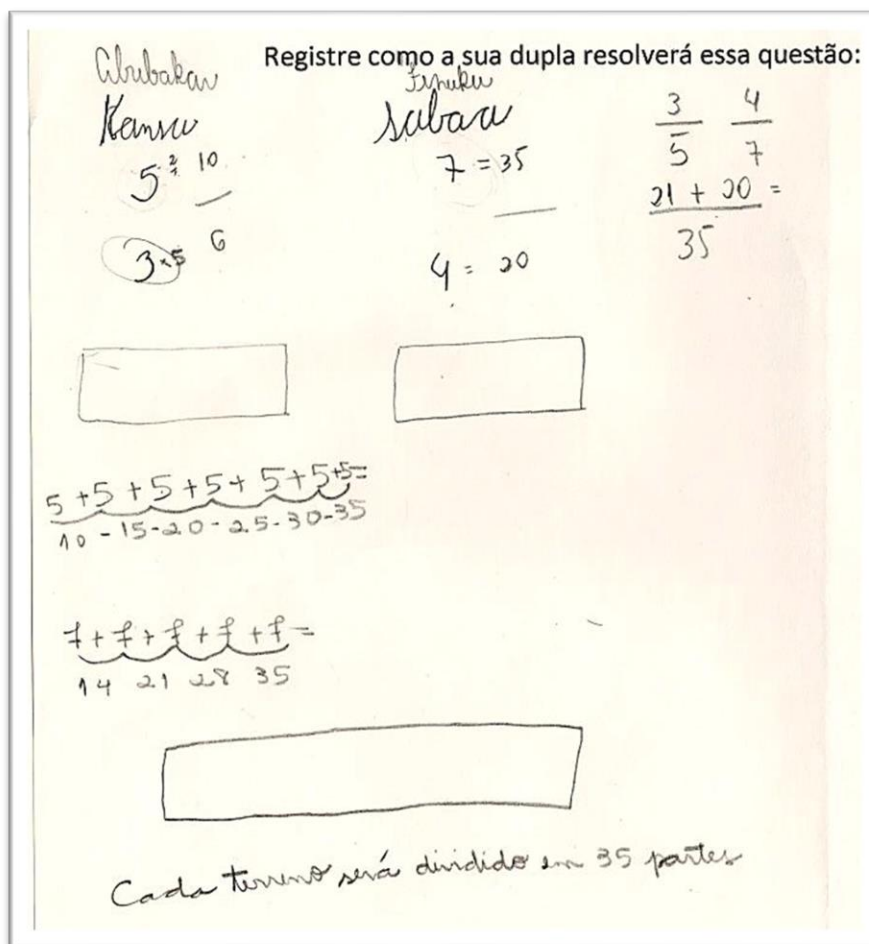 Registre como a sua dupla resolverá essa questão:
Abubakar
Kansu
5 10
3 × 5 6
Sabaa
7 = 35
4 = 20
3 4
5 7
21 + 20 =
35
5 + 5 + 5 + 5 + 5 + 5 + 5 =
10 - 15 - 20 - 25 - 30 - 35
7 + 7 + 7 + 7 + 7 =
14 21 28 35
Cada terreno será dividido em 35 partes